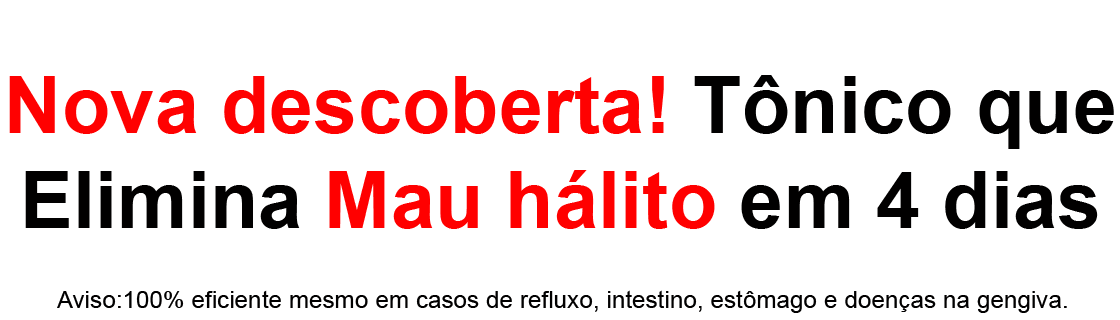 Nova descoberta! Tônico que
Elimina Mau hálito em 4 dias
Aviso:100% eficiente mesmo em casos de refluxo, intestino, estômago e doenças na gengiva.